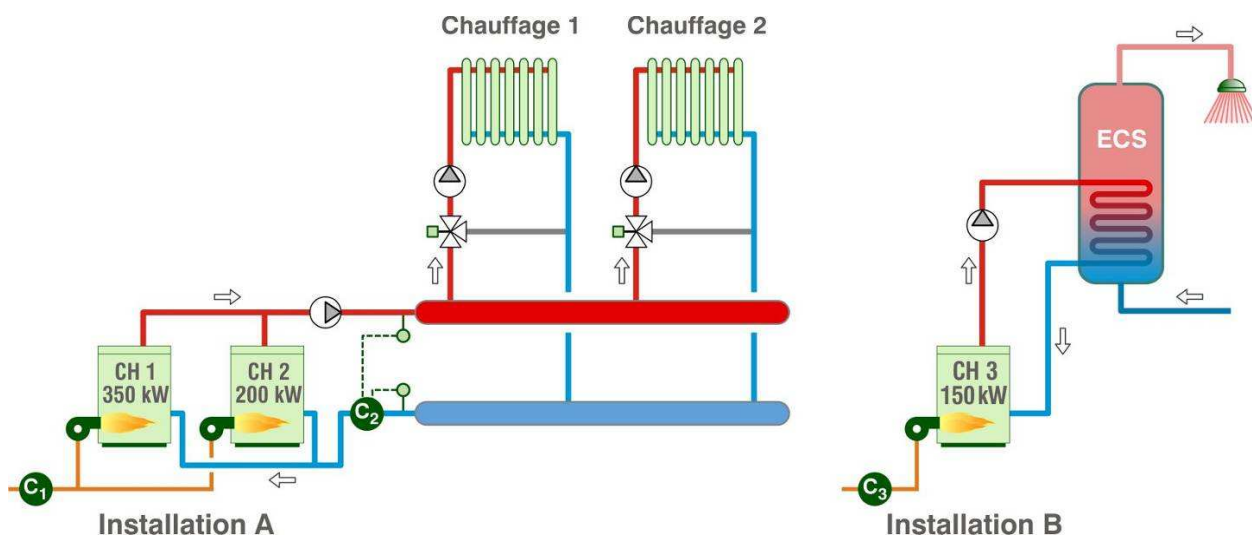 Chauffage 1
Chauffage 2
ECS
CH 1
350 kW
CH 2
200 kW
C2
CH 3
150 kW
C1
C3
Installation A
Installation B